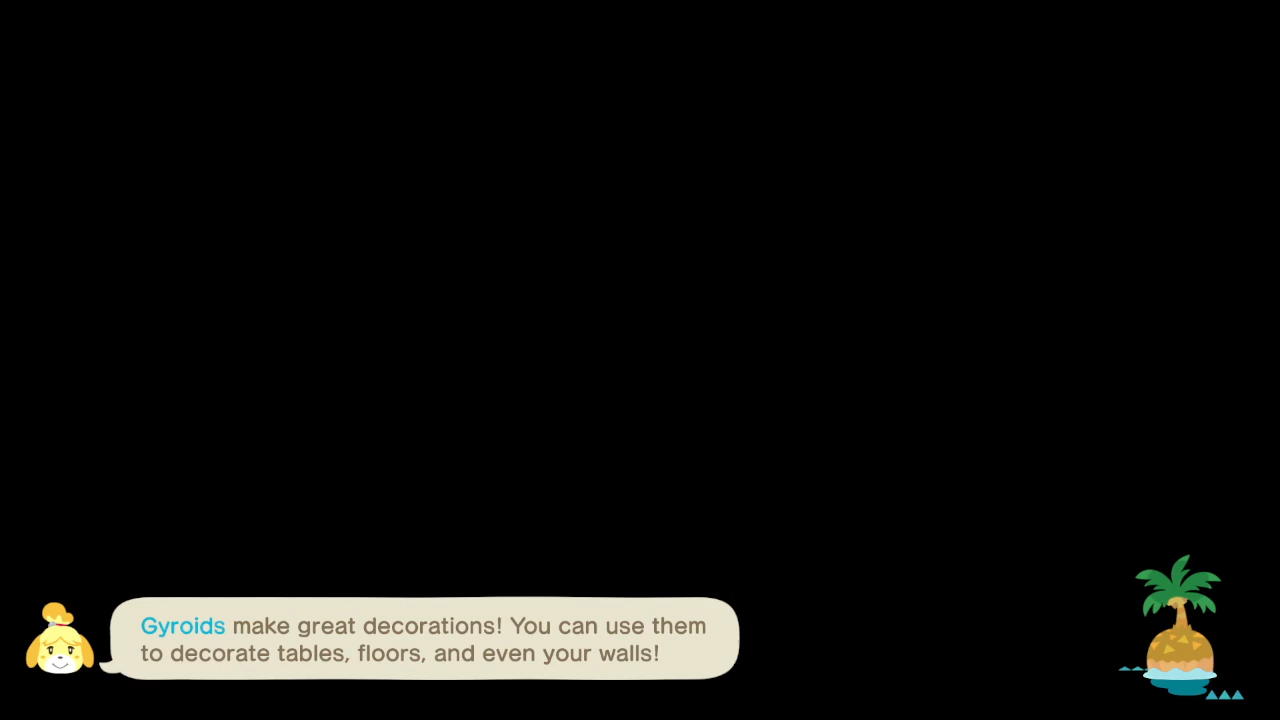 Gyroids make great decorations! You can use them
to decorate tables, floors, and even your walls!